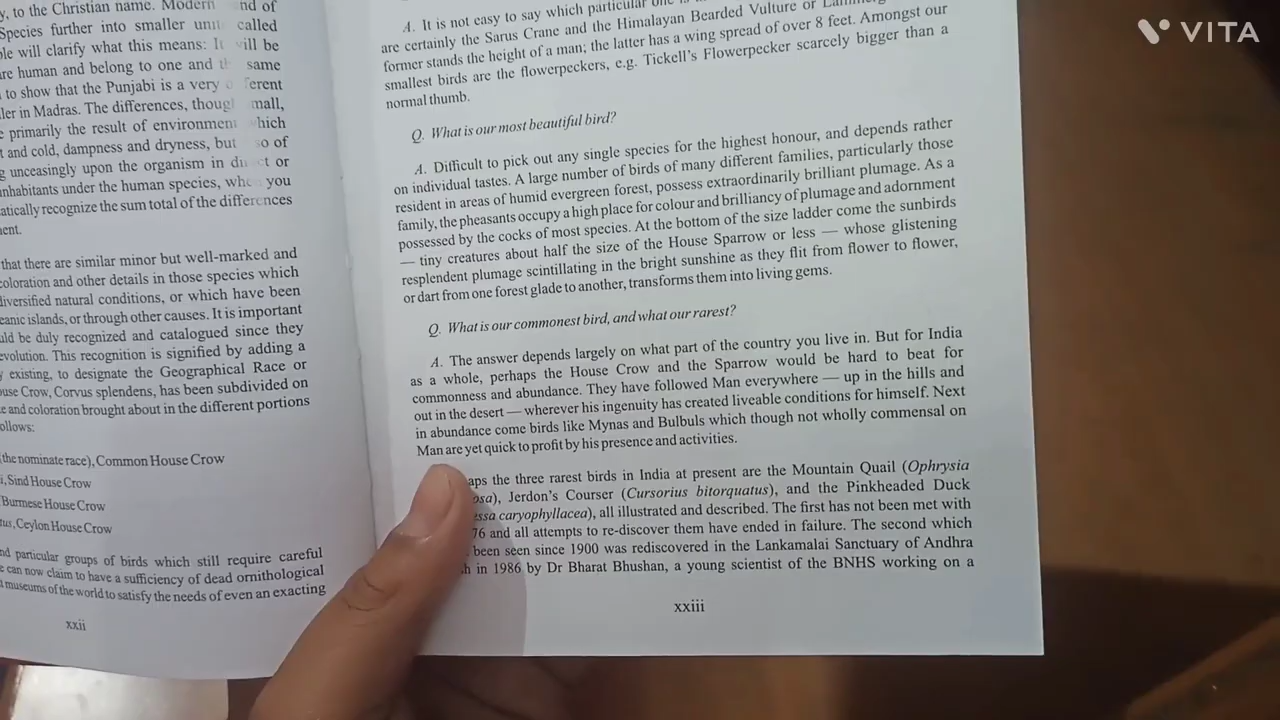 y, to the Christian name. Modern nd of
Species further into smaller units called
ble will clarify what this means: It will be
are human and belong to one and the same
to show that the Punjabi is a very different
ler in Madras. The differences, though small,
primarily the result of environment which
t and cold, dampness and dryness, but also of
g unceasingly upon the organism in direct or
inhabitants under the human species, when you
atically recognize the sum total of the differences
ent.
that there are similar minor but well-marked and
coloration and other details in those species which
diversified natural conditions, or which have been
eanic islands, or through other causes. It is important
uld be duly recognized and catalogued since they
evolution. This recognition is signified by adding a
y existing, to designate the Geographical Race or
ouse Crow, Corvus splendens, has been subdivided on
e and coloration brought about in the different portions
ollows:
(the nominate race), Common House Crow
i, Sind House Crow
Burmese House Crow
tus, Ceylon House Crow
nd particular groups of birds which still require careful
e can now claim to have a sufficiency of dead ornithological
museums of the world to satisfy the needs of even an exacting
xxii
A. It is not easy to say which particular one is
are certainly the Sarus Crane and the Himalayan Bearded Vulture or
former stands the height of a man; the latter has a wing spread of over 8 feet. Amongst our
smallest birds are the flowerpeckers, e.g. Tickell's Flowerpecker scarcely bigger than a
normal thumb.
Q. What is our most beautiful bird?
A. Difficult to pick out any single species for the highest honour, and depends rather
on individual tastes. A large number of birds of many different families, particularly those
resident in areas of humid evergreen forest, possess extraordinarily brilliant plumage. As a
family, the pheasants occupy a high place for colour and brilliancy of plumage and adornment
possessed by the cocks of most species. At the bottom of the size ladder come the sunbirds
— tiny creatures about half the size of the House Sparrow or less — whose glistening
resplendent plumage scintillating in the bright sunshine as they flit from flower to flower,
or dart from one forest glade to another, transforms them into living gems.
Q. What is our commonest bird, and what our rarest?
A. The answer depends largely on what part of the country you live in. But for India
as a whole, perhaps the House Crow and the Sparrow would be hard to beat for
commonness and abundance. They have followed Man everywhere — up in the hills and
out in the desert — wherever his ingenuity has created liveable conditions for himself. Next
in abundance come birds like Mynas and Bulbuls which though not wholly commensal on
Man are yet quick to profit by his presence and activities.
aps the three rarest birds in India at present are the Mountain Quail (Ophrysia
osa), Jerdon's Courser (Cursorius bitorquatus), and the Pinkheaded Duck
essa caryophyllacea), all illustrated and described. The first has not been met with
76 and all attempts to re-discover them have ended in failure. The second which
been seen since 1900 was rediscovered in the Lankamalai Sanctuary of Andhra
h in 1986 by Dr Bharat Bhushan, a young scientist of the BNHS working on a
xxiii
VITA